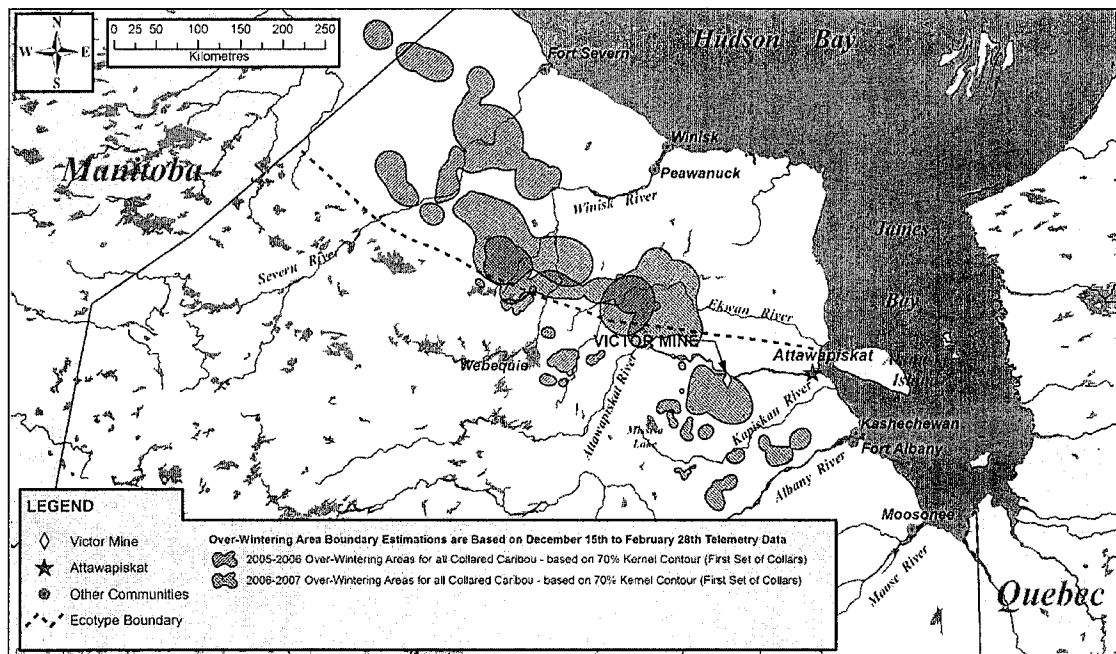 N
W E
S
0 25 50 100 150 200 250
Kilometres
Hudson Bay
Fort Severn
Manitoba
Winisk
Peawanuck
Winisk River
Severn River
James
Bay
Ekwan River
VICTOR MINE
Attawapiskat
Island
Webequie
Attawapiskat River
Kapiskau River
Lake
Kashechewan
Fort Albany
Albany River
Moosonee
Moose River
Quebec
LEGEND
Victor Mine
Attawapiskat
Other Communities
Ecotype Boundary
Over-Wintering Area Boundary Estimations are Based on December 15th to February 28th Telemetry Data
2005-2006 Over-Wintering Areas for all Collared Caribou - based on 70% Kernel Contour (First Set of Collars)
2006-2007 Over-Wintering Areas for all Collared Caribou - based on 70% Kernel Contour (First Set of Collars)